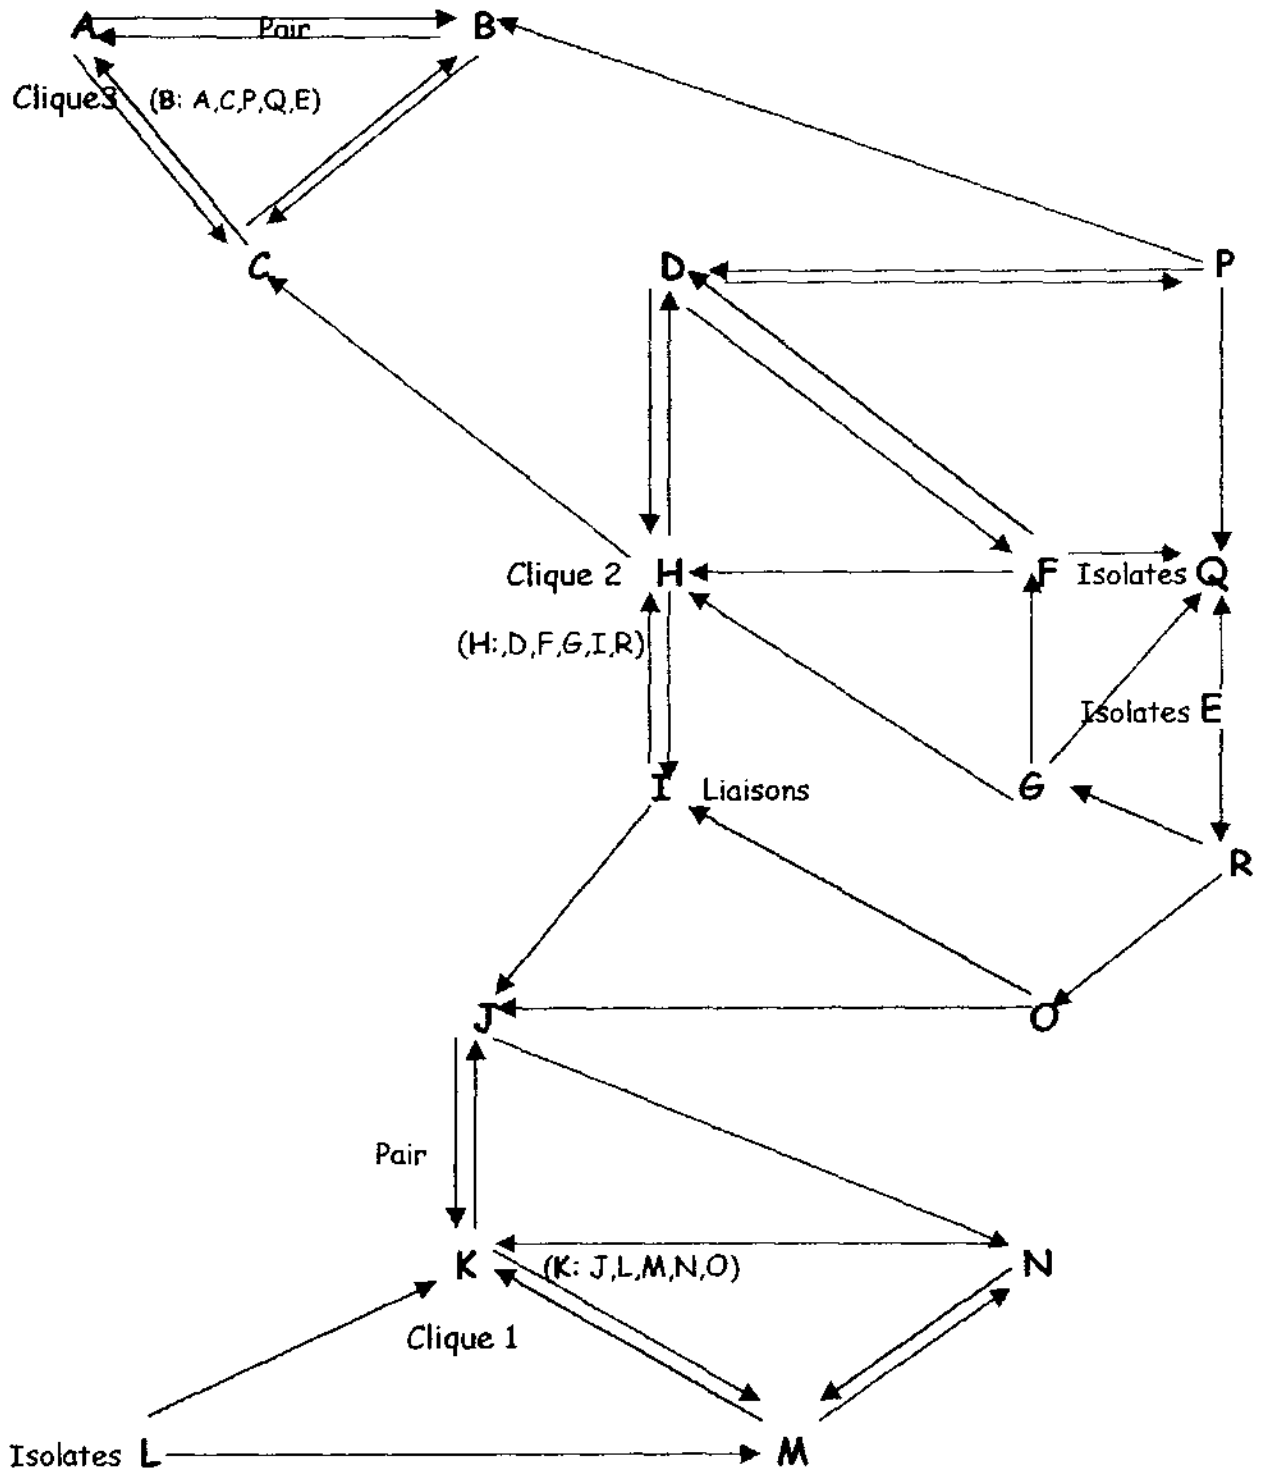 A Pair B
Clique3 (B: A,C,P,Q,E)
C D P
Clique 2 H F Isolates Q
(H:,D,F,G,I,R)
Isolates E
I Liaisons G
R
J O
Pair
K (K: J,L,M,N,O) N
Clique 1
Isolates L M